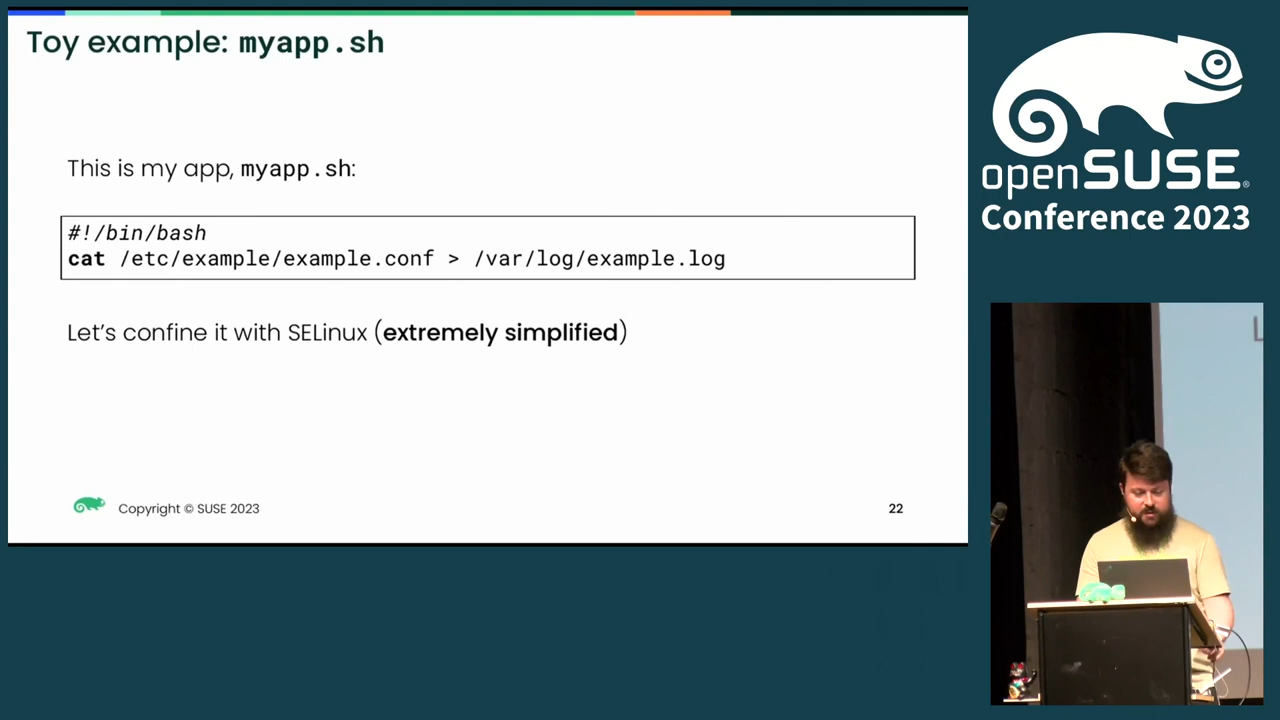 Toy example: myapp.sh
This is my app, myapp.sh:
#!/bin/bash
cat /etc/example/example.conf > /var/log/example.log
Let's confine it with SELinux (extremely simplified)
Copyright © SUSE 2023
22
openSUSE®
Conference 2023
L